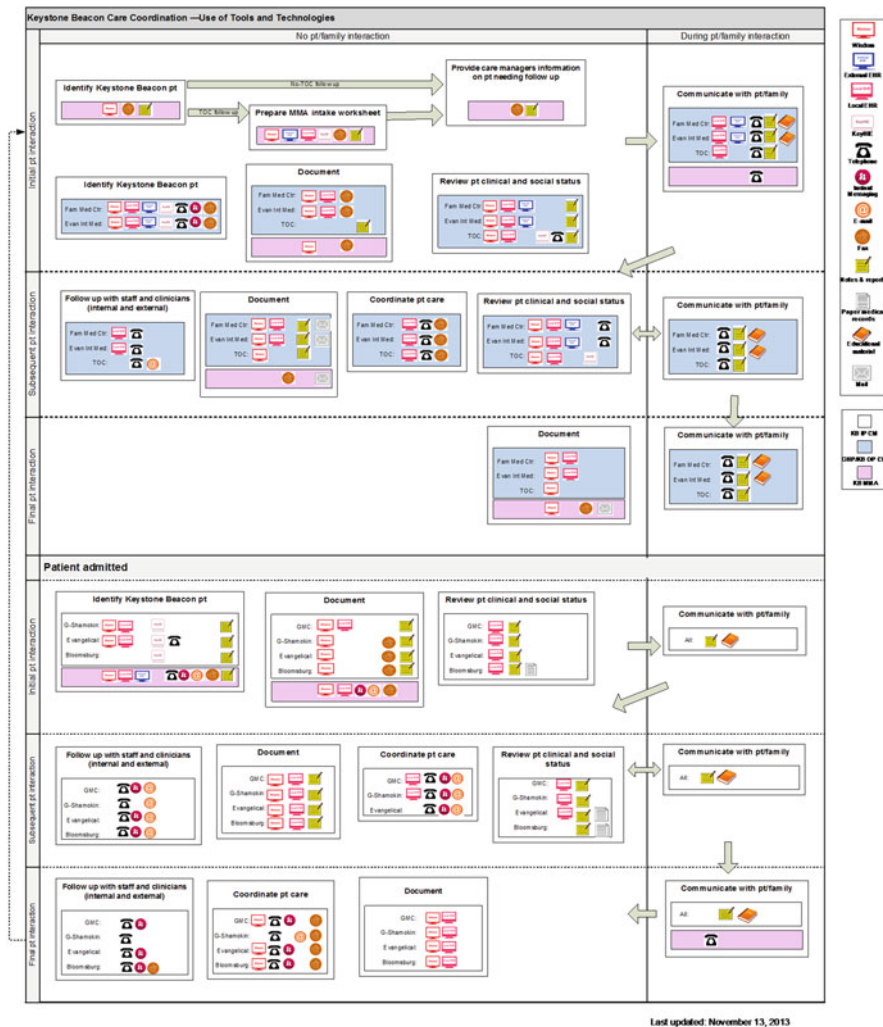 Keystone Beacon Care Coordination —Use of Tools and Technologies
No pt/family interaction
During pt/family interaction
Initial pt interaction
Identify Keystone Beacon pt
No-TOC follow up
TOC follow up
Prepare MMA intake worksheet
Provide care managers information
on pt needing follow up
Communicate with pt/family
Fam Med Ctr:
Evan Int Med:
TOC:
Identify Keystone Beacon pt
Fam Med Ctr:
Evan Int Med:
Document
Fam Med Ctr:
Evan Int Med:
TOC:
Review pt clinical and social status
Fam Med Ctr:
Evan Int Med:
TOC:
Subsequent pt interaction
Follow up with staff and clinicians
(internal and external)
Fam Med Ctr:
Evan Int Med:
TOC:
Document
Fam Med Ctr:
Evan Int Med:
TOC:
Coordinate pt care
Fam Med Ctr:
Evan Int Med:
TOC:
Review pt clinical and social status
Fam Med Ctr:
Evan Int Med:
TOC:
Communicate with pt/family
Fam Med Ctr:
Evan Int Med:
TOC:
Final pt interaction
Document
Fam Med Ctr:
Evan Int Med:
TOC:
Communicate with pt/family
Fam Med Ctr:
Evan Int Med:
TOC:
Patient admitted
Initial pt interaction
Identify Keystone Beacon pt
G-Shamokin:
Evangelical:
Bloomsburg:
Document
GMC:
G-Shamokin:
Evangelical:
Bloomsburg:
Review pt clinical and social status
GMC:
G-Shamokin:
Evangelical:
Bloomsburg:
Communicate with pt/family
All:
Subsequent pt interaction
Follow up with staff and clinicians
(internal and external)
GMC:
G-Shamokin:
Evangelical:
Bloomsburg:
Document
GMC:
G-Shamokin:
Evangelical:
Bloomsburg:
Coordinate pt care
GMC:
G-Shamokin:
Evangelical:
Review pt clinical and social
status
GMC:
G-Shamokin:
Evangelical:
Bloomsburg:
Communicate with pt/family
All:
Final pt interaction
Follow up with staff and clinicians
(internal and external)
GMC:
G-Shamokin:
Evangelical:
Bloomsburg:
Coordinate pt care
GMC:
G-Shamokin:
Evangelical:
Bloomsburg:
Document
GMC:
G-Shamokin:
Evangelical:
Bloomsburg:
Communicate with pt/family
All:
Wisdom
External EHR
Local EHR
KeyHIE
Telephone
Instant
Messaging
E-mail
Fax
Notes & report
Paper medical
records
Educational
material
Mail
KB IP CM
KB MMA
Last updated: November 13, 2013